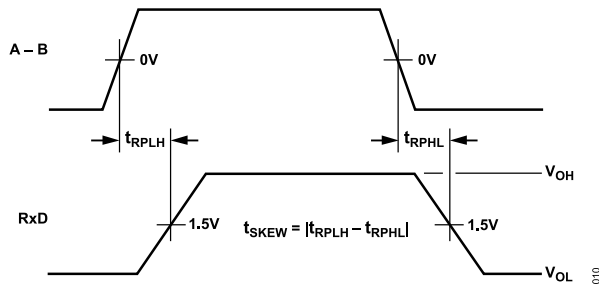 A – B
0V
0V
tRPLH
tRPHL
VOH
RxD
1.5V
tSKEW = |tRPLH – tRPHL|
1.5V
VOL
010